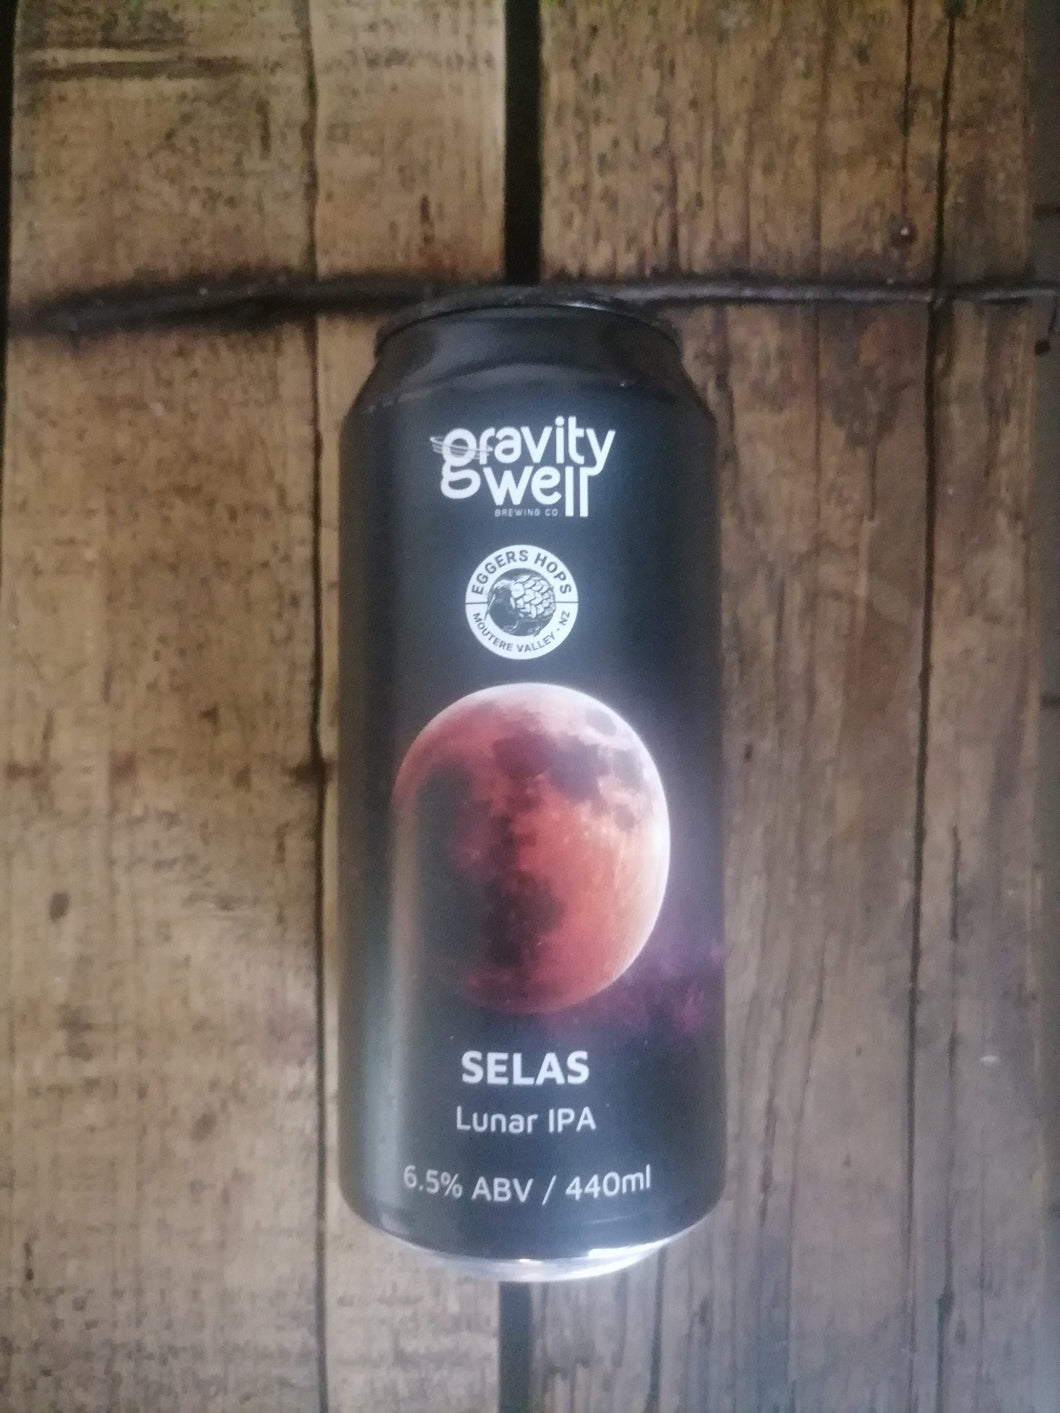 gravity
well
BREWING CO
EGGERS HOPS
MOUTERE VALLEY · NZ
SELAS
Lunar IPA
6.5% ABV / 440ml